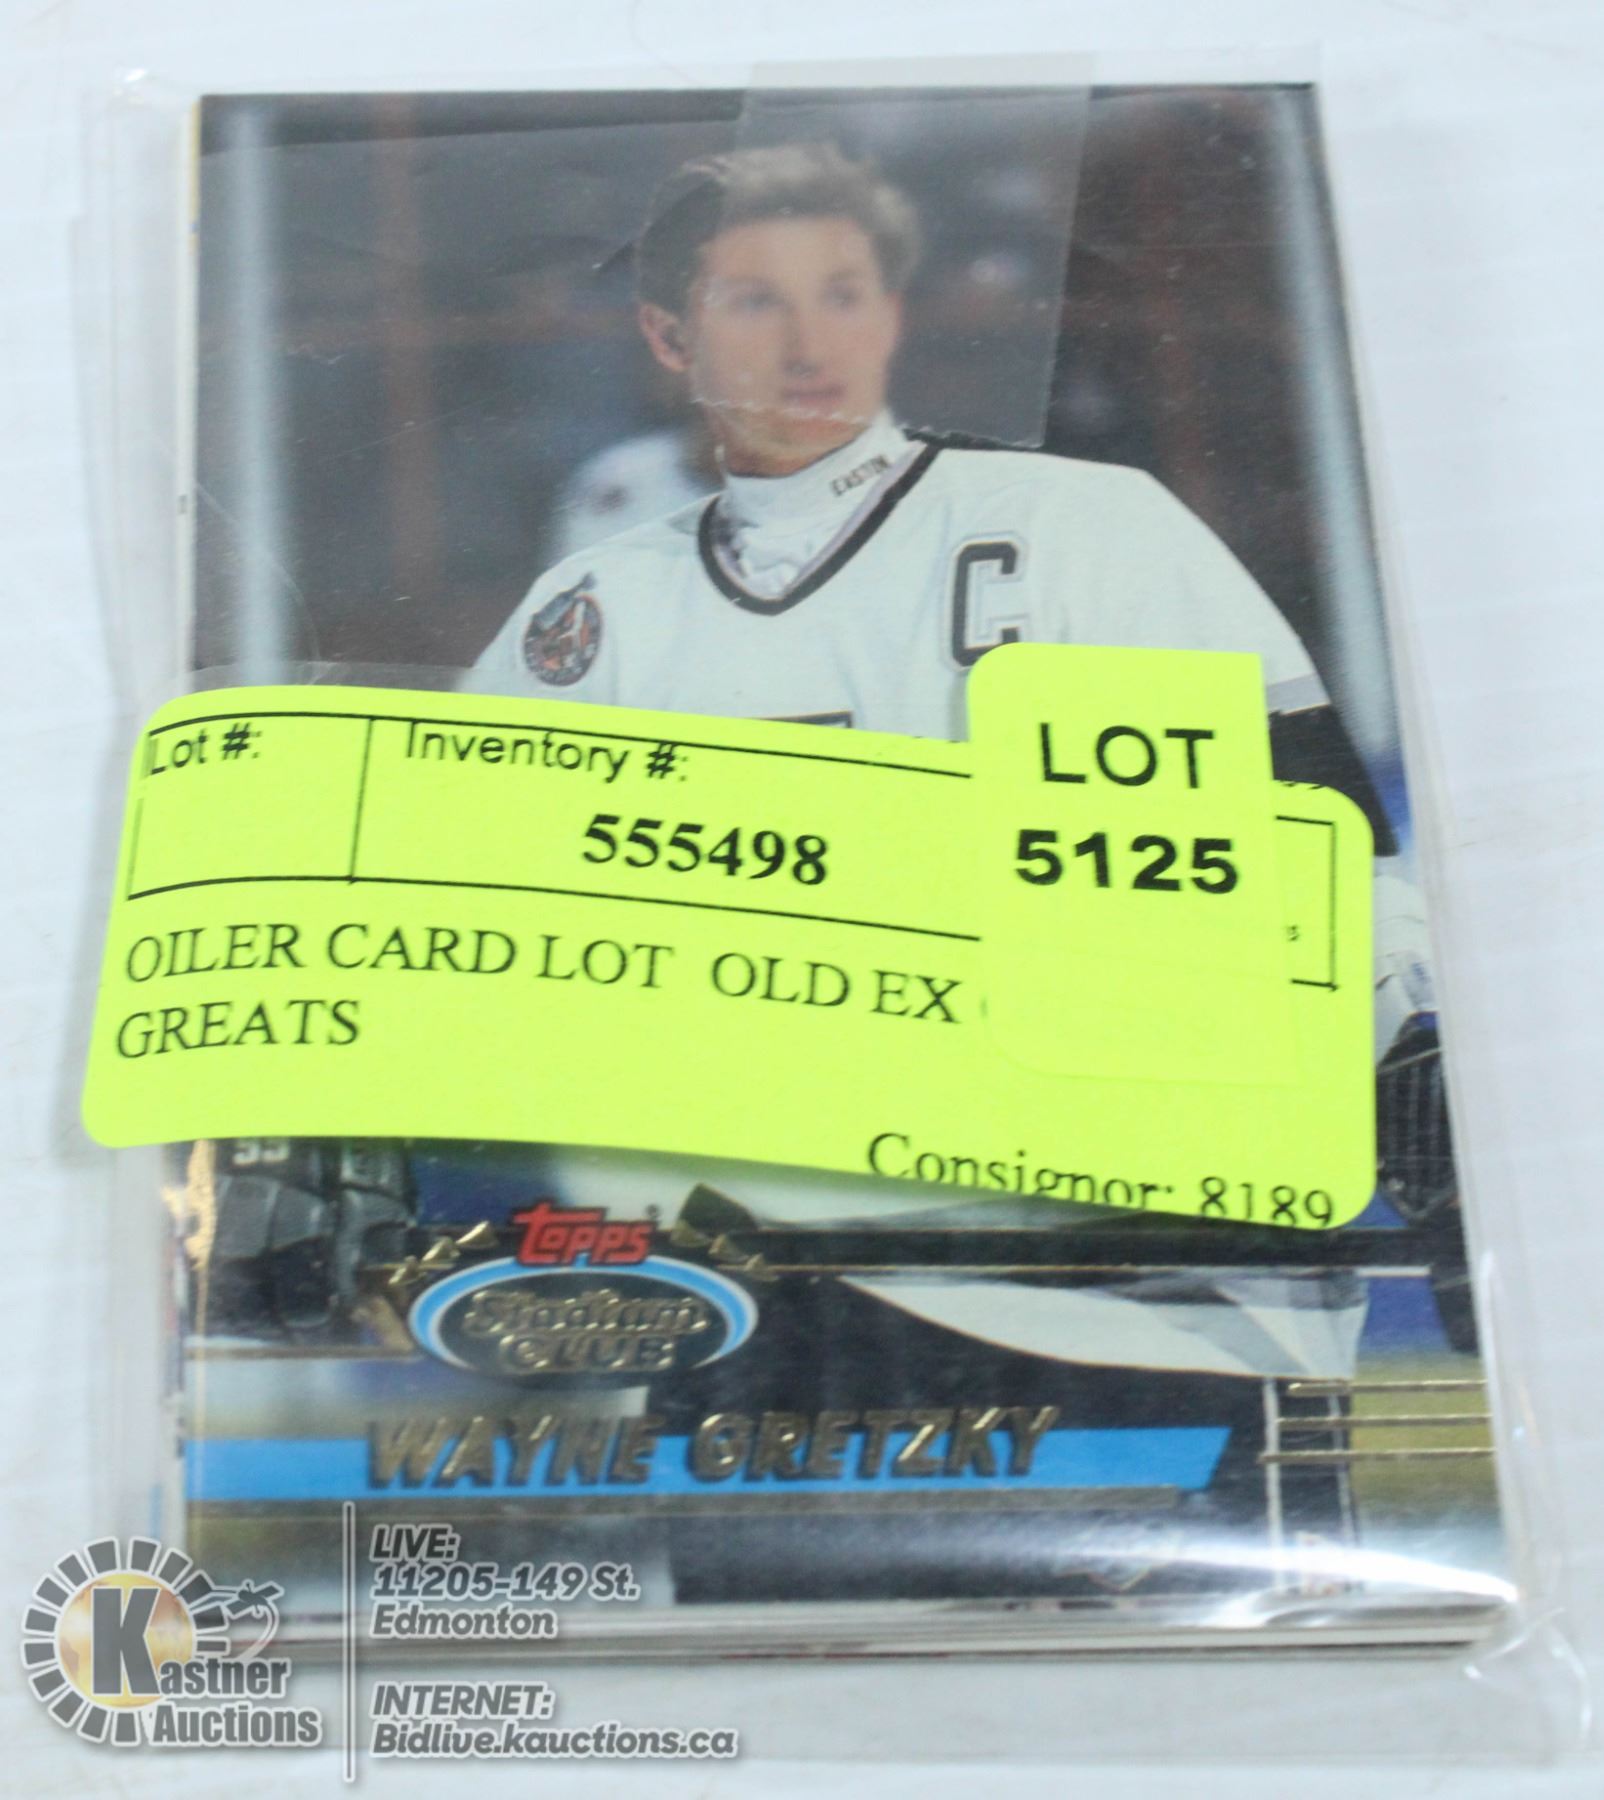 EASTON
C
Lot #:
Inventory #:
LOT
555498
5125
OILER CARD LOT OLD EX
GREATS
Consignor: 8189
Topps
Stadium
CLUB
WAYNE GRETZKY
Kastner
Auctions
LIVE:
11205-149 St.
Edmonton
INTERNET:
Bidlive.kauctions.ca